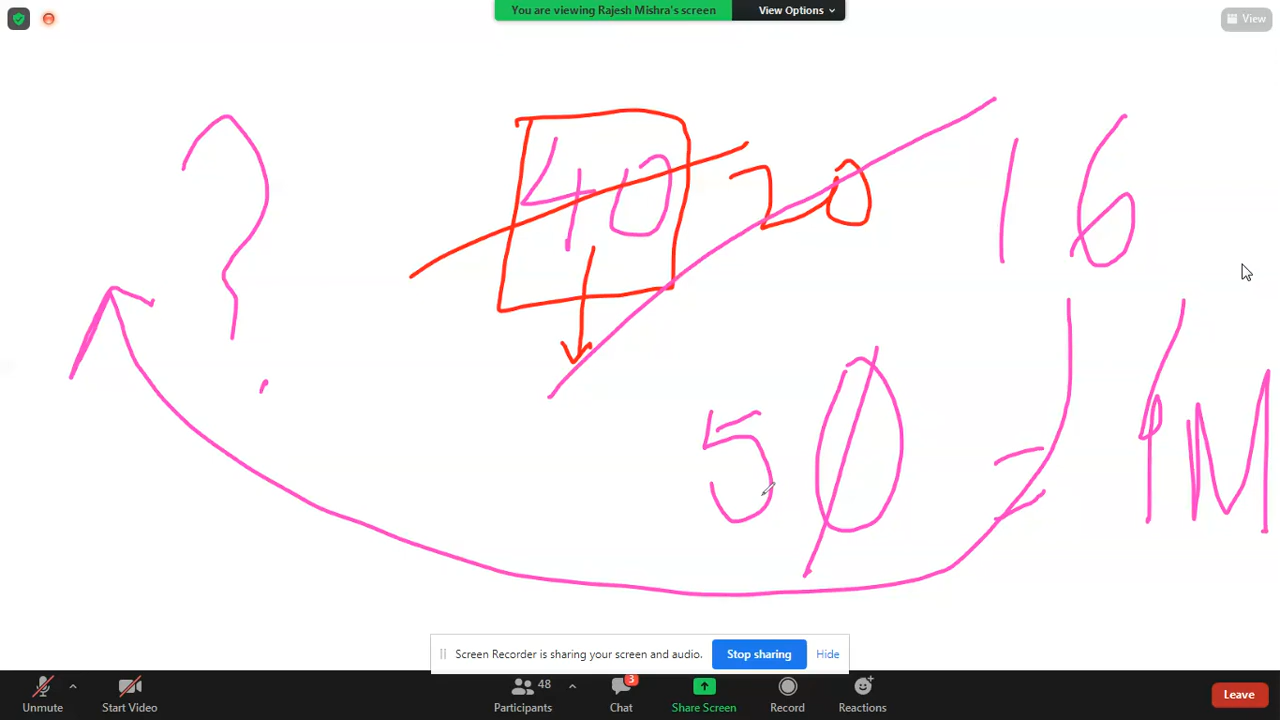 You are viewing Rajesh Mishra's screen
View Options
View
? 40 20 16
50 = 1M
Screen Recorder is sharing your screen and audio.
Stop sharing
Hide
Unmute
Start Video
48
Participants
3
Chat
Share Screen
Record
Reactions
Leave